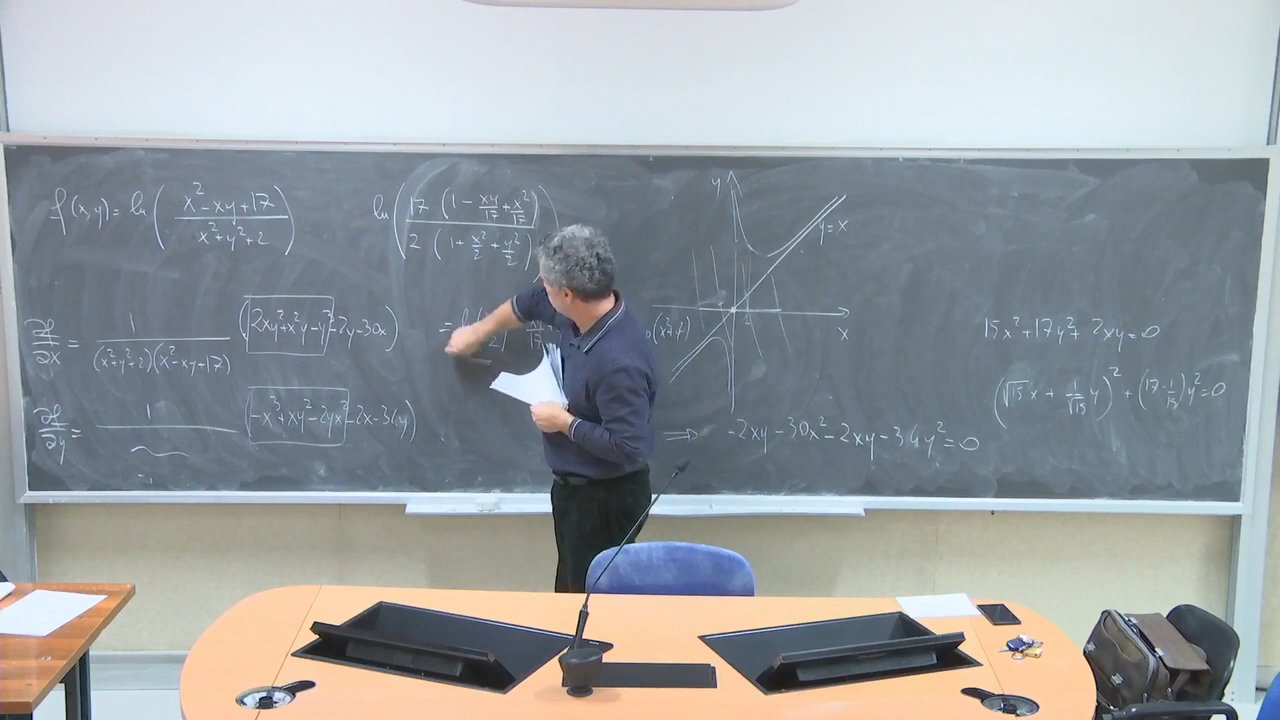 f(x,y) = ln( (x²-xy+17) / (x²+y²+2) )
∂f/∂x = 1 / ((x²+y²+2)(x²-xy+17)) (2xy²+x²y-y³-2y-30x)
∂f/∂y = 1 / (-x³+xy²-2yx²-2x-34y)
ln( 17 (1 - xy/17 + x²/17) / 2 (1 + x²/2 + y²/2) )
=
y
y=x
1
x
⇒ -2xy-30x²-2xy-34y²=0
15x²+17y²+2xy=0
(√15 x + 1/√15 y)² + (17-1/15)y²=0